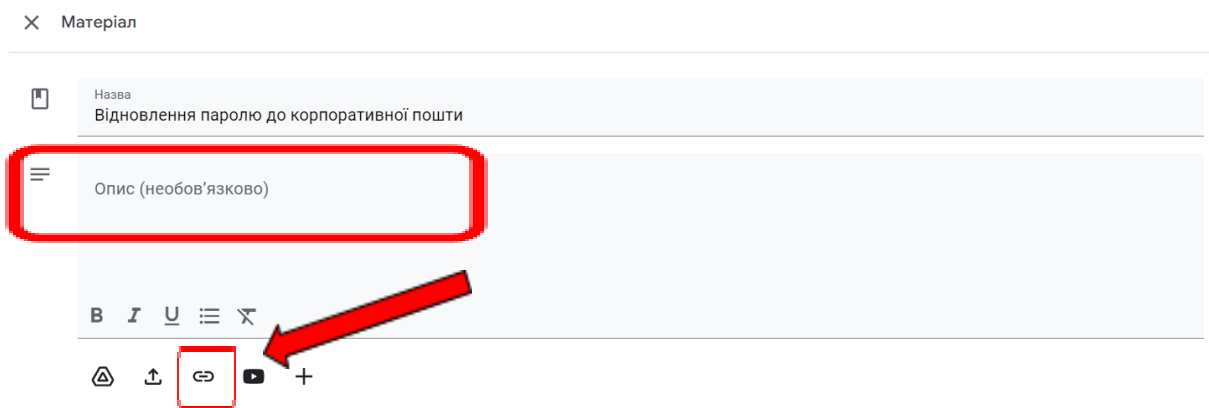 Матеріал
Назва
Відновлення паролю до корпоративної пошти
Опис (необов’язково)
B I U